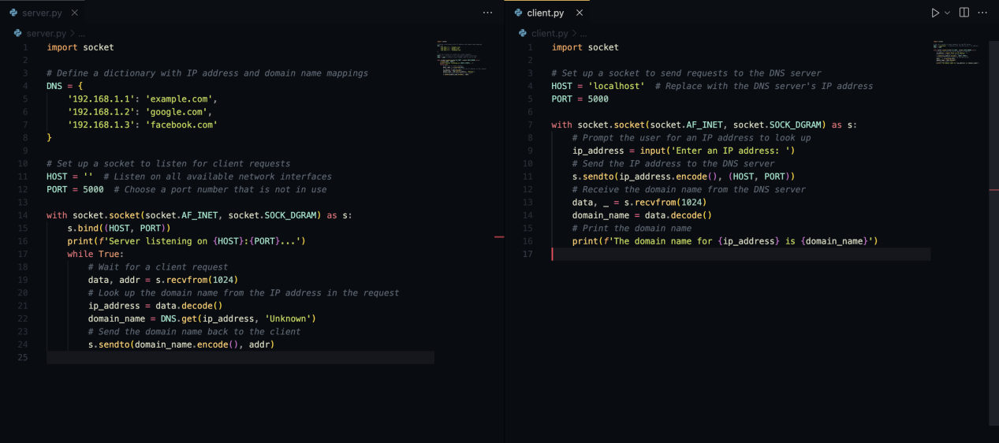 server.py
server.py > ...
1 import socket
2
3 # Define a dictionary with IP address and domain name mappings
4 DNS = {
5     '192.168.1.1': 'example.com',
6     '192.168.1.2': 'google.com',
7     '192.168.1.3': 'facebook.com'
8 }
9
10 # Set up a socket to listen for client requests
11 HOST = ''  # Listen on all available network interfaces
12 PORT = 5000  # Choose a port number that is not in use
13
14 with socket.socket(socket.AF_INET, socket.SOCK_DGRAM) as s:
15     s.bind((HOST, PORT))
16     print(f'Server listening on {HOST}:{PORT}...')
17     while True:
18         # Wait for a client request
19         data, addr = s.recvfrom(1024)
20         # Look up the domain name from the IP address in the request
21         ip_address = data.decode()
22         domain_name = DNS.get(ip_address, 'Unknown')
23         # Send the domain name back to the client
24         s.sendto(domain_name.encode(), addr)
25
client.py
client.py > ...
1 import socket
2
3 # Set up a socket to send requests to the DNS server
4 HOST = 'localhost'  # Replace with the DNS server's IP address
5 PORT = 5000
6
7 with socket.socket(socket.AF_INET, socket.SOCK_DGRAM) as s:
8     # Prompt the user for an IP address to look up
9     ip_address = input('Enter an IP address: ')
10     # Send the IP address to the DNS server
11     s.sendto(ip_address.encode(), (HOST, PORT))
12     # Receive the domain name from the DNS server
13     data, _ = s.recvfrom(1024)
14     domain_name = data.decode()
15     # Print the domain name
16     print(f'The domain name for {ip_address} is {domain_name}')
17